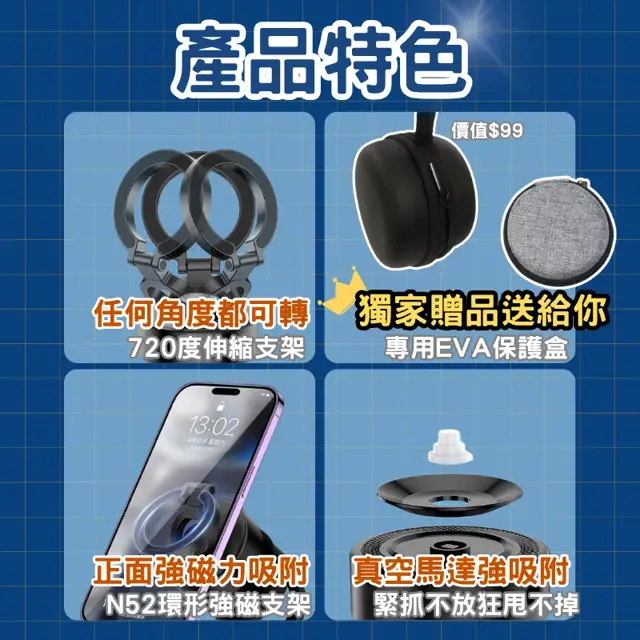 產品特色
價值$99
任何角度都可轉
720度伸縮支架
獨家贈品送給你
專用EVA保護盒
13:02
正面強磁力吸附
N52環形強磁支架
真空馬達強吸附
緊抓不放狂甩不掉